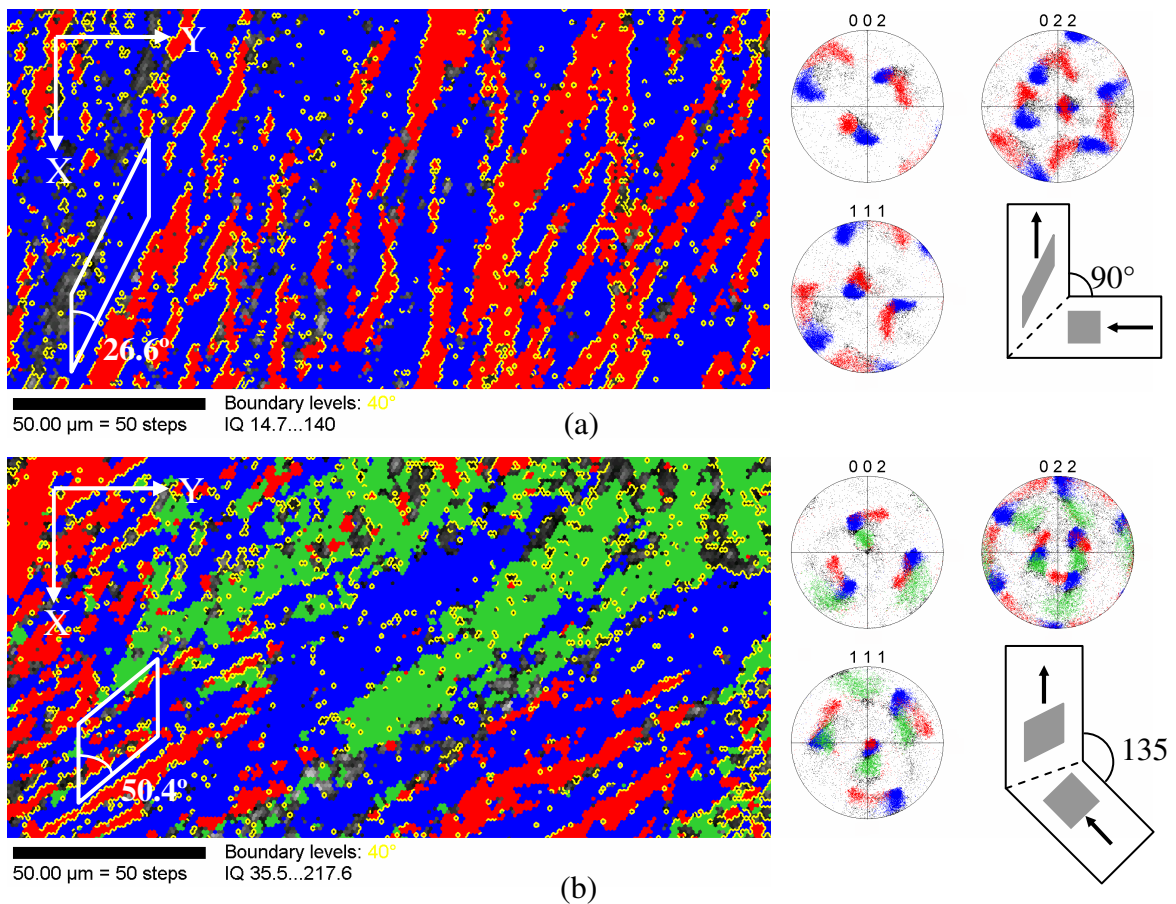 Y
X
26.6°
50.00 µm = 50 steps
Boundary levels: 40°
IQ 14.7...140
0 0 2
0 2 2
1 1 1
90°
(a)
Y
X
50.4°
50.00 µm = 50 steps
Boundary levels: 40°
IQ 35.5...217.6
0 0 2
0 2 2
1 1 1
135
(b)